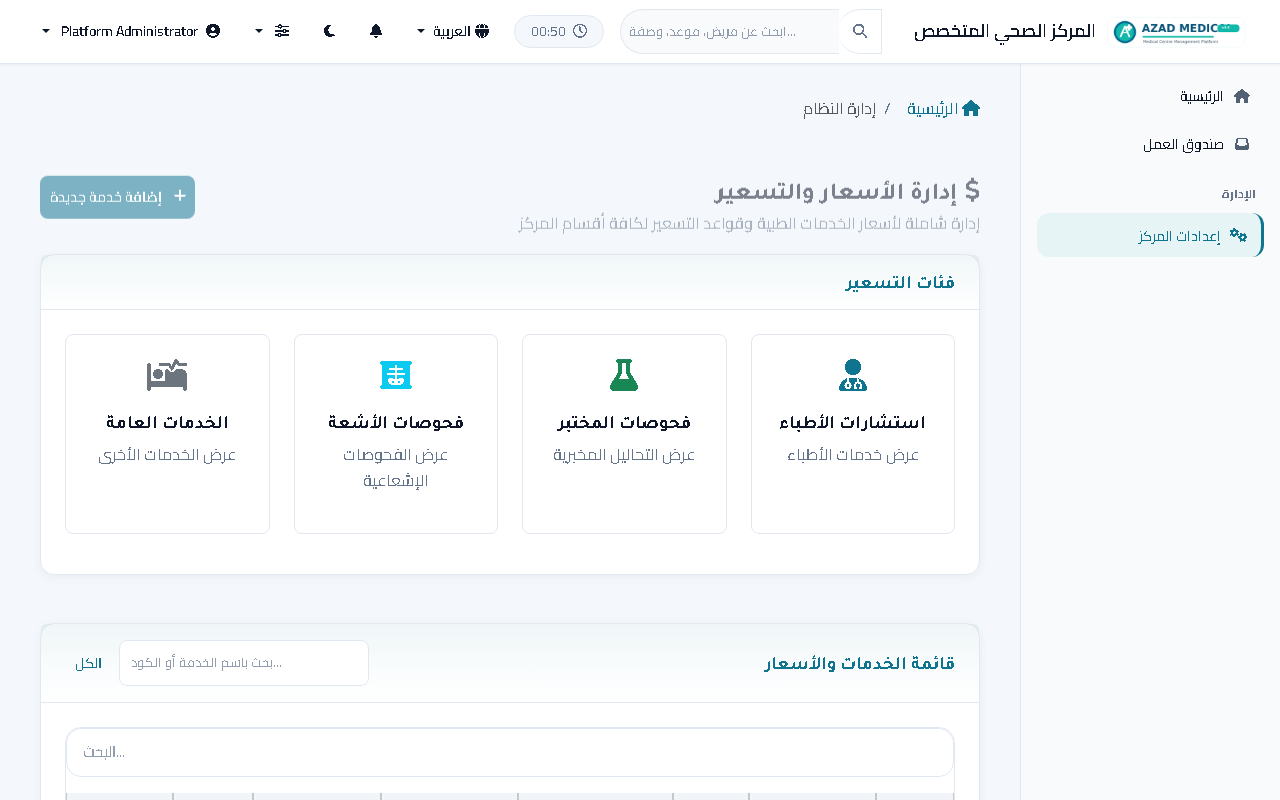 AZAD MEDIC
Medical Centre Management Platform
المركز الصحي المتخصص
ابحث عن مريض، موعد، وصفة...
00:50
العربية
Platform Administrator
الرئيسية
صندوق العمل
الإدارة
إعدادات المركز
الرئيسية / إدارة النظام
$ إدارة الأسعار والتسعير
إدارة شاملة لأسعار الخدمات الطبية وقواعد التسعير لكافة أقسام المركز
+ إضافة خدمة جديدة
فئات التسعير
استشارات الأطباء
عرض خدمات الأطباء
فحوصات المختبر
عرض التحاليل المخبرية
فحوصات الأشعة
عرض الفحوصات
الإشعاعية
الخدمات العامة
عرض الخدمات الأخرى
قائمة الخدمات والأسعار
بحث باسم الخدمة أو الكود...
الكل
البحث...